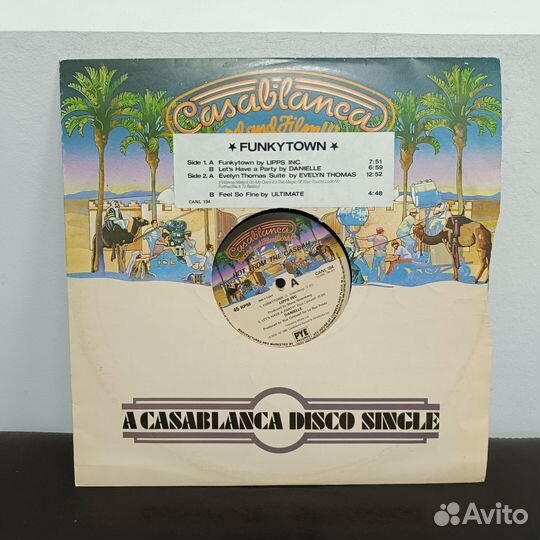 Casablanca
Record and FilmWorks
★ FUNKYTOWN ★
Side 1. A Funkytown by LIPPS INC. 7:51
B Let's Have a Party by DANIELLE 6:59
Side 2. A Evelyn Thomas Suite by EVELYN THOMAS 12:52
B Feel So Fine by ULTIMATE 4:48
CANL 194
Casablanca
HOT FROM THE CASBAH
A
CANL 194
45 RPM
LIPPS INC.
DANIELLE
PYE
A CASABLANCA DISCO SINGLE
Avito